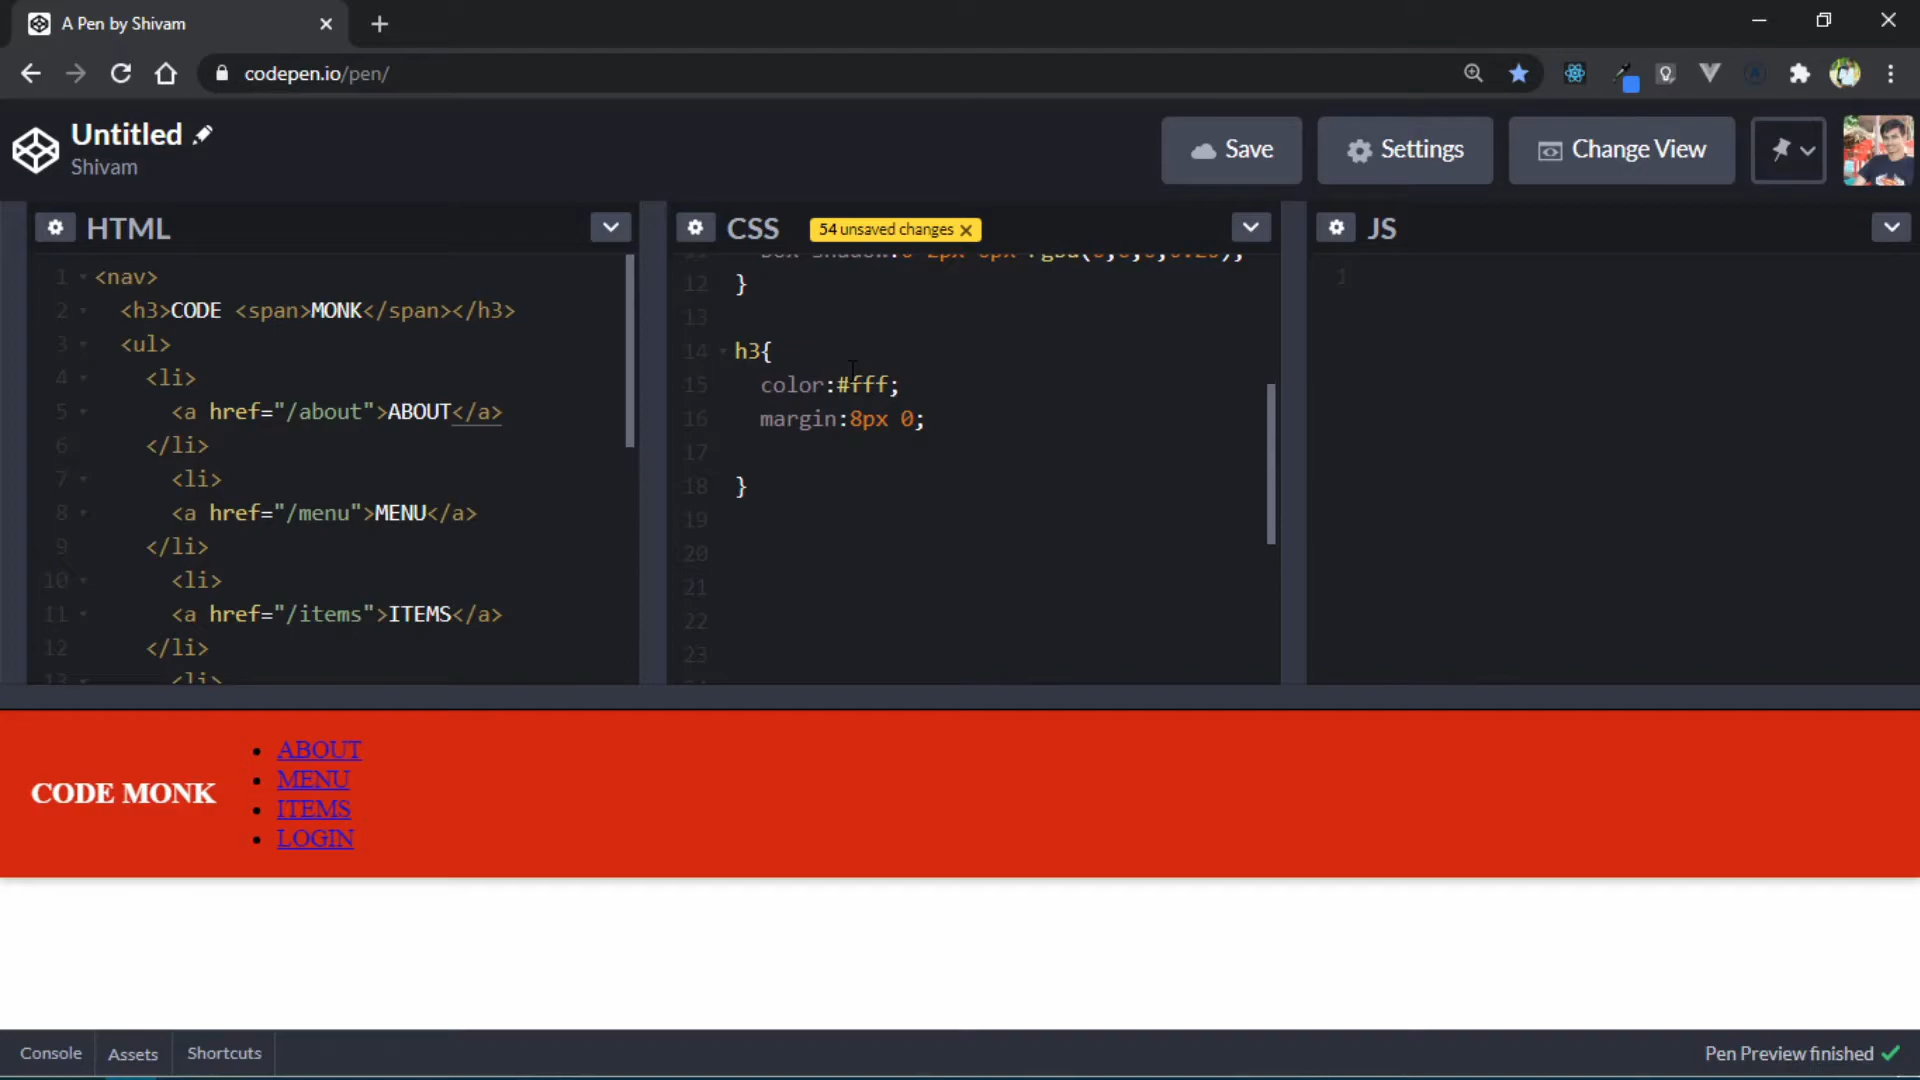 A Pen by Shivam
codepen.io/pen/
Untitled
Shivam
Save
Settings
Change View
HTML
1 <nav>
2 <h3>CODE <span>MONK</span></h3>
3 <ul>
4 <li>
5 <a href="/about">ABOUT</a>
6 </li>
7 <li>
8 <a href="/menu">MENU</a>
9 </li>
10 <li>
11 <a href="/items">ITEMS</a>
12 </li>
13 <li>
CSS
54 unsaved changes
12 }
13
14 h3{
15 color:#fff;
16 margin:8px 0;
17
18 }
19
20
21
22
23
JS
1
CODE MONK
• ABOUT
• MENU
• ITEMS
• LOGIN
Console
Assets
Shortcuts
Pen Preview finished